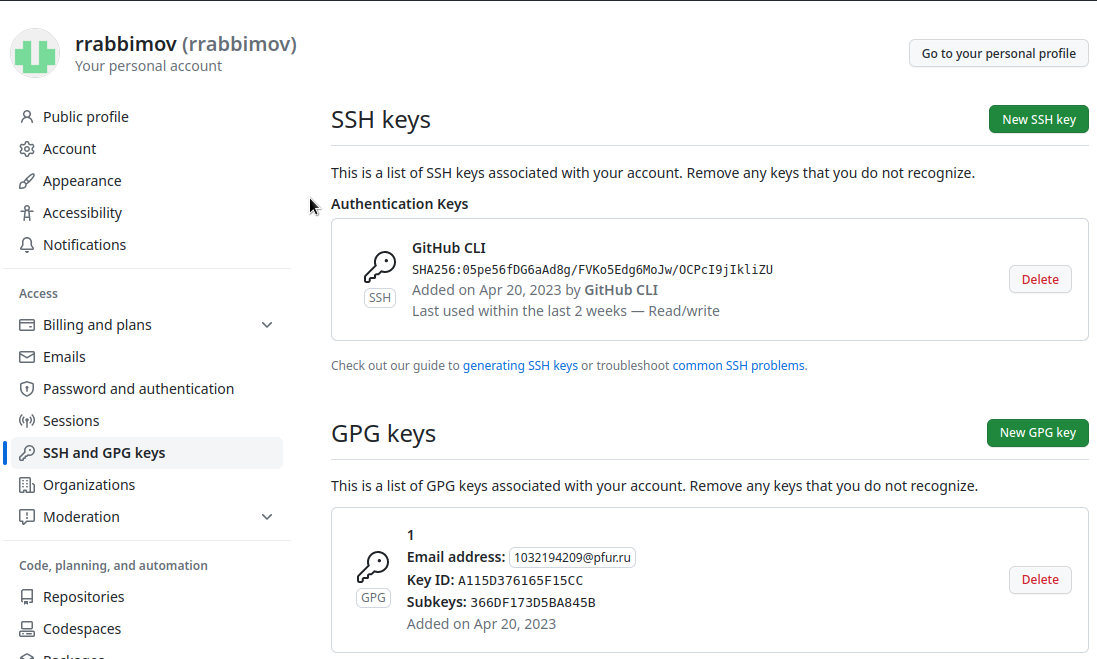 rrabbimov (rrabbimov)
Your personal account
Go to your personal profile
Public profile
Account
Appearance
Accessibility
Notifications
Access
Billing and plans
Emails
Password and authentication
Sessions
SSH and GPG keys
Organizations
Moderation
Code, planning, and automation
Repositories
Codespaces
Packages
SSH keys
New SSH key
This is a list of SSH keys associated with your account. Remove any keys that you do not recognize.
Authentication Keys
GitHub CLI
SHA256:05pe56fDG6aAd8g/FVKo5Edg6MoJw/OCPcI9jIkliZU
Added on Apr 20, 2023 by GitHub CLI
Last used within the last 2 weeks — Read/write
SSH
Delete
Check out our guide to generating SSH keys or troubleshoot common SSH problems.
GPG keys
New GPG key
This is a list of GPG keys associated with your account. Remove any keys that you do not recognize.
1
Email address: 1032194209@pfur.ru
Key ID: A115D376165F15CC
Subkeys: 366DF173D5BA845B
Added on Apr 20, 2023
GPG
Delete